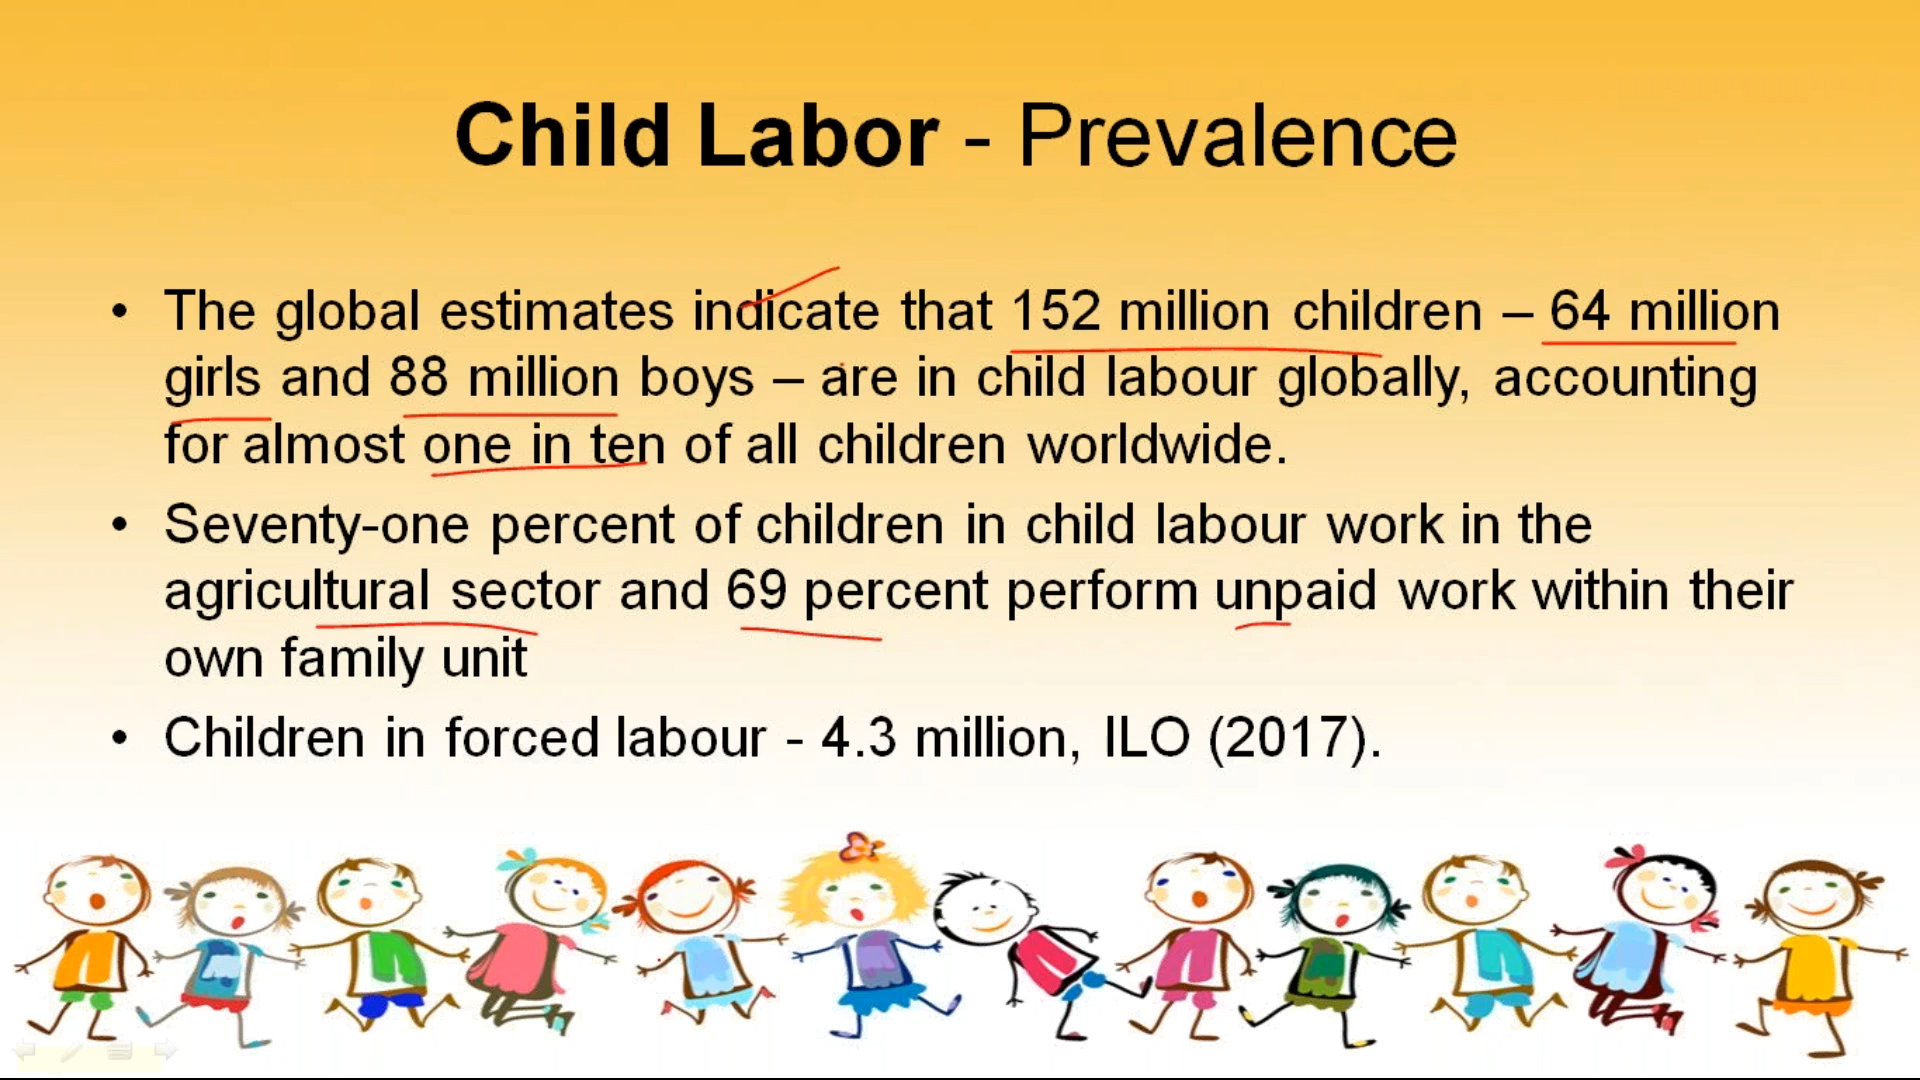 Child Labor - Prevalence
• The global estimates indicate that 152 million children – 64 million
girls and 88 million boys – are in child labour globally, accounting
for almost one in ten of all children worldwide.
• Seventy-one percent of children in child labour work in the
agricultural sector and 69 percent perform unpaid work within their
own family unit
• Children in forced labour - 4.3 million, ILO (2017).